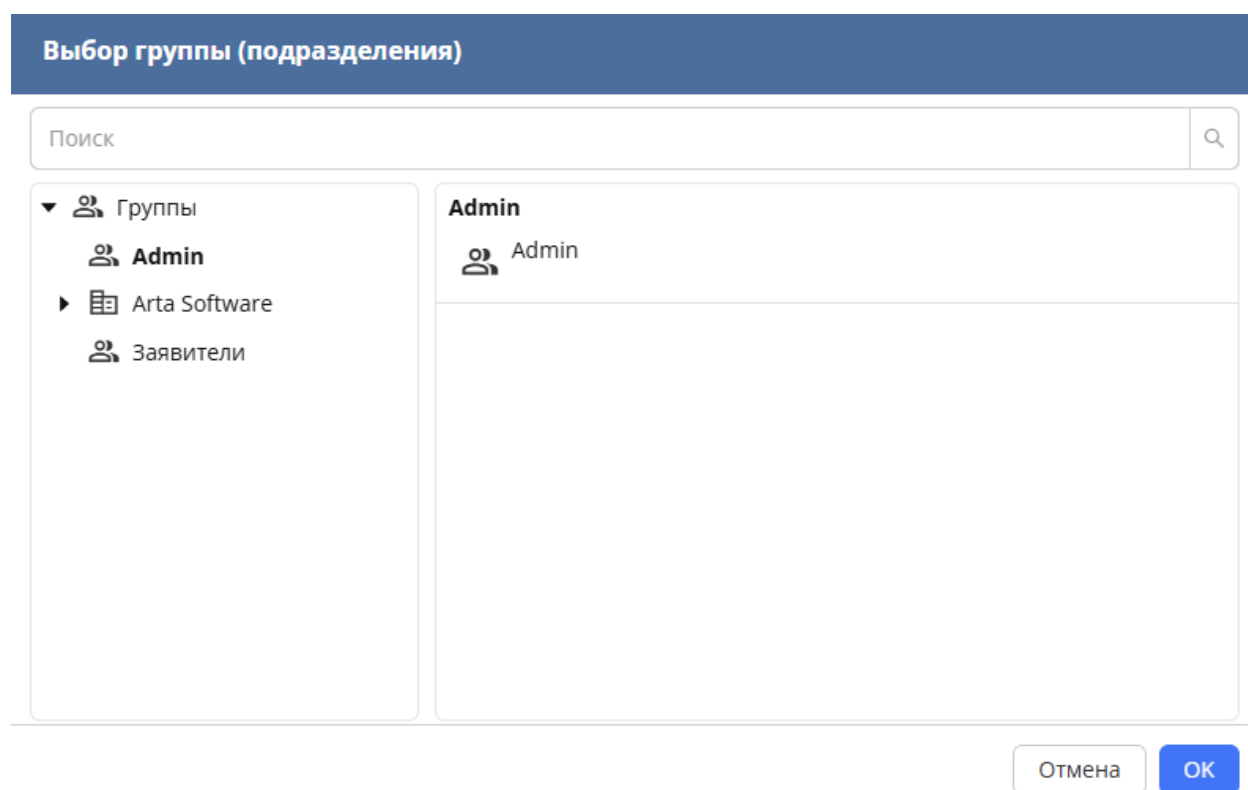 Выбор группы (подразделения)
Поиск
Группы
Admin
Arta Software
Заявители
Admin
Admin
Отмена
OK